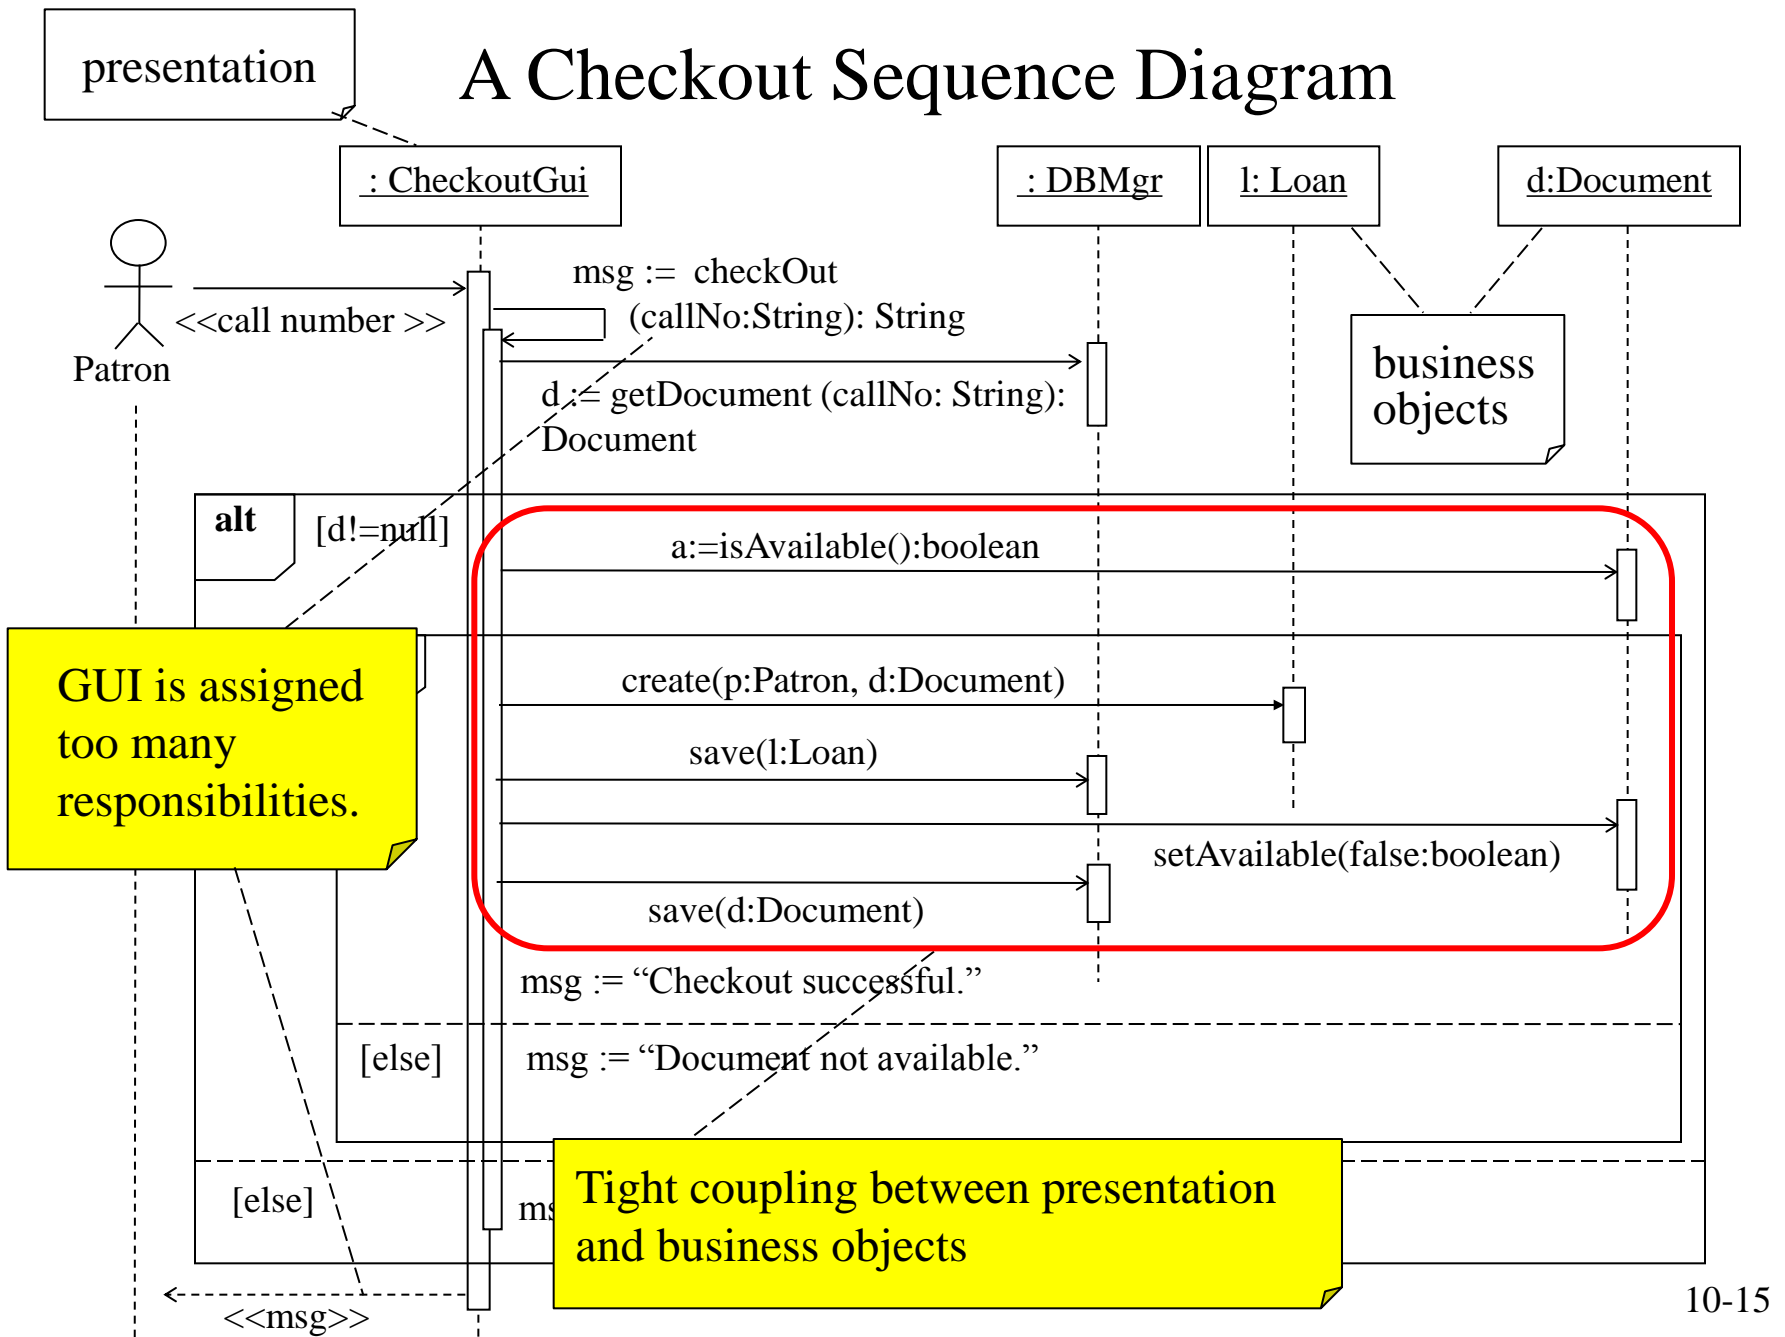 presentation
A Checkout Sequence Diagram
: CheckoutGui
: DBMgr
l: Loan
d:Document
msg := checkOut
(callNo:String): String
<<call number >>
Patron
d := getDocument (callNo: String):
Document
business
objects
alt
[d!=null]
a:=isAvailable():boolean
GUI is assigned
too many
responsibilities.
create(p:Patron, d:Document)
save(l:Loan)
setAvailable(false:boolean)
save(d:Document)
msg := “Checkout successful.”
[else]
msg := “Document not available.”
[else]
Tight coupling between presentation
and business objects
<<msg>>
10-15